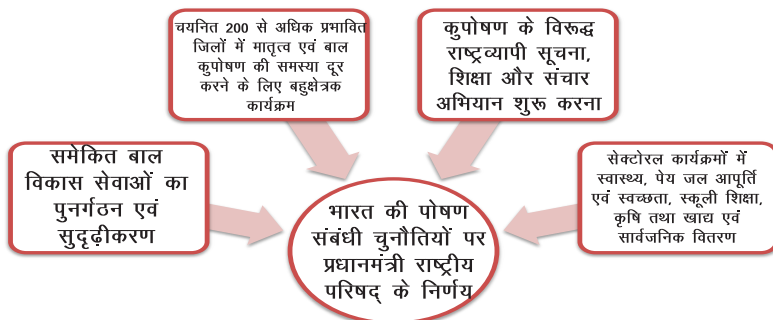 चयनित 200 से अधिक प्रभावित
जिलों में मातृत्व एवं बाल
कुपोषण की समस्या दूर
करने के लिए बहुक्षेत्रक
कार्यक्रम
कुपोषण के विरूद्ध
राष्ट्रव्यापी सूचना,
शिक्षा और संचार
अभियान शुरू करना
समेकित बाल
विकास सेवाओं का
पुनर्गठन एवं
सुदृढ़ीकरण
सेक्टोरल कार्यक्रमों में
स्वास्थ्य, पेय जल आपूर्ति
एवं स्वच्छता, स्कूली शिक्षा,
कृषि तथा खाद्य एवं
सार्वजनिक वितरण
भारत की पोषण
संबंधी चुनौतियों पर
प्रधानमंत्री राष्ट्रीय
परिषद् के निर्णय